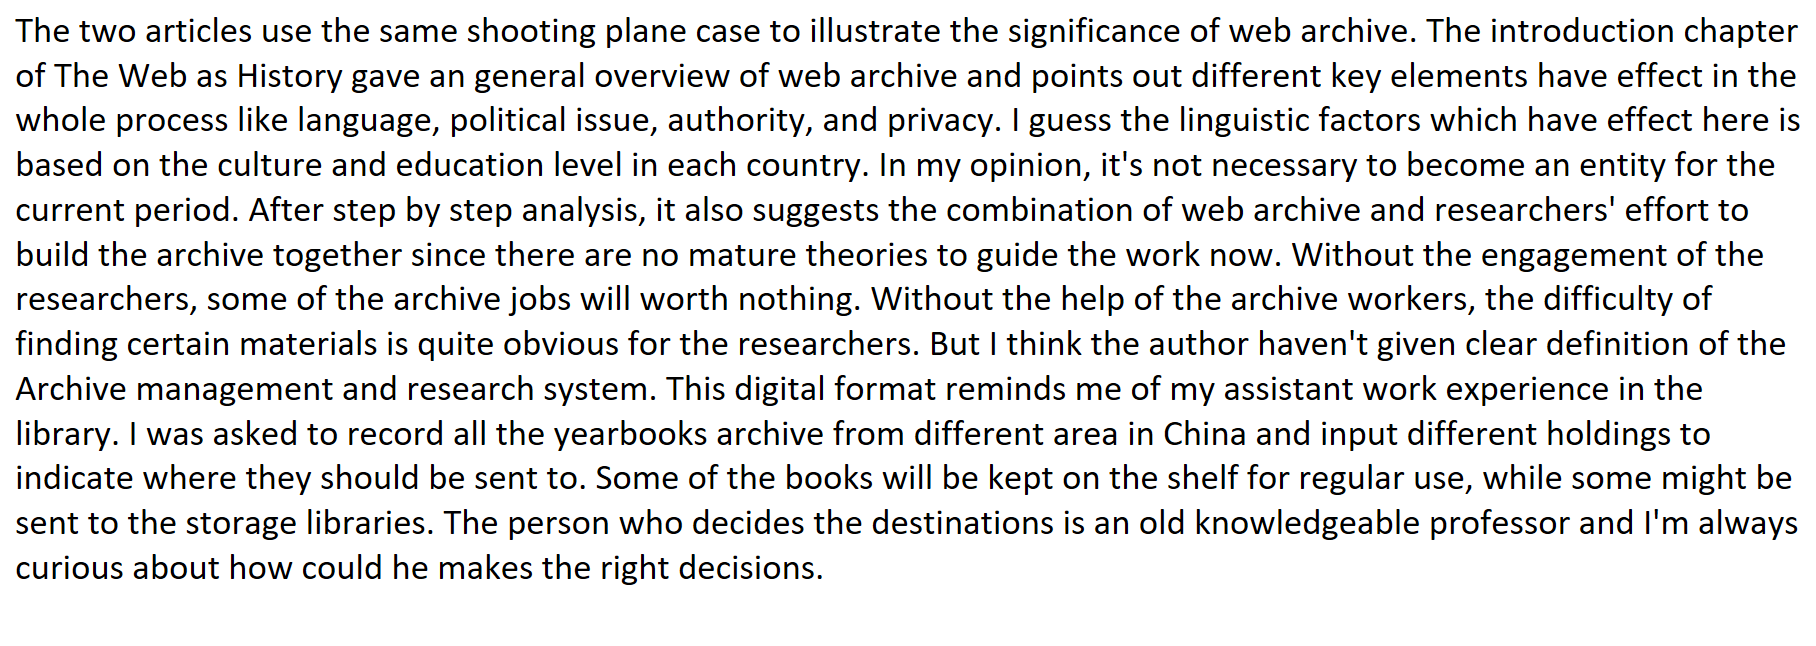 The two articles use the same shooting plane case to illustrate the significance of web archive. The introduction chapter
of The Web as History gave an general overview of web archive and points out different key elements have effect in the
whole process like language, political issue, authority, and privacy. I guess the linguistic factors which have effect here is
based on the culture and education level in each country. In my opinion, it's not necessary to become an entity for the
current period. After step by step analysis, it also suggests the combination of web archive and researchers' effort to
build the archive together since there are no mature theories to guide the work now. Without the engagement of the
researchers, some of the archive jobs will worth nothing. Without the help of the archive workers, the difficulty of
finding certain materials is quite obvious for the researchers. But I think the author haven't given clear definition of the
Archive management and research system. This digital format reminds me of my assistant work experience in the
library. I was asked to record all the yearbooks archive from different area in China and input different holdings to
indicate where they should be sent to. Some of the books will be kept on the shelf for regular use, while some might be
sent to the storage libraries. The person who decides the destinations is an old knowledgeable professor and I'm always
curious about how could he makes the right decisions.